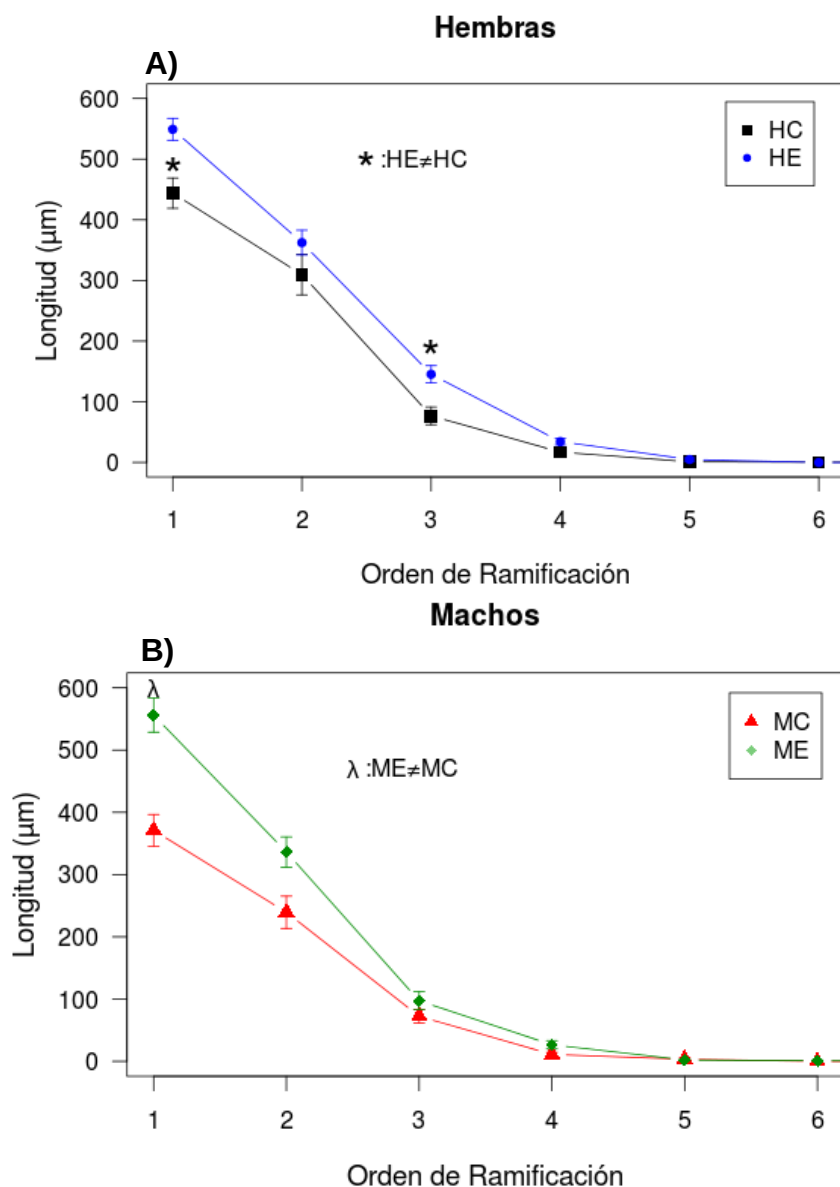 Hembras
A)
600
500
400
300
200
100
0
Longitud (µm)
*
* :HE≠HC
*
HC
HE
1 2 3 4 5 6
Orden de Ramificación
Machos
B)
600
500
400
300
200
100
0
Longitud (µm)
λ
λ :ME≠MC
MC
ME
1 2 3 4 5 6
Orden de Ramificación